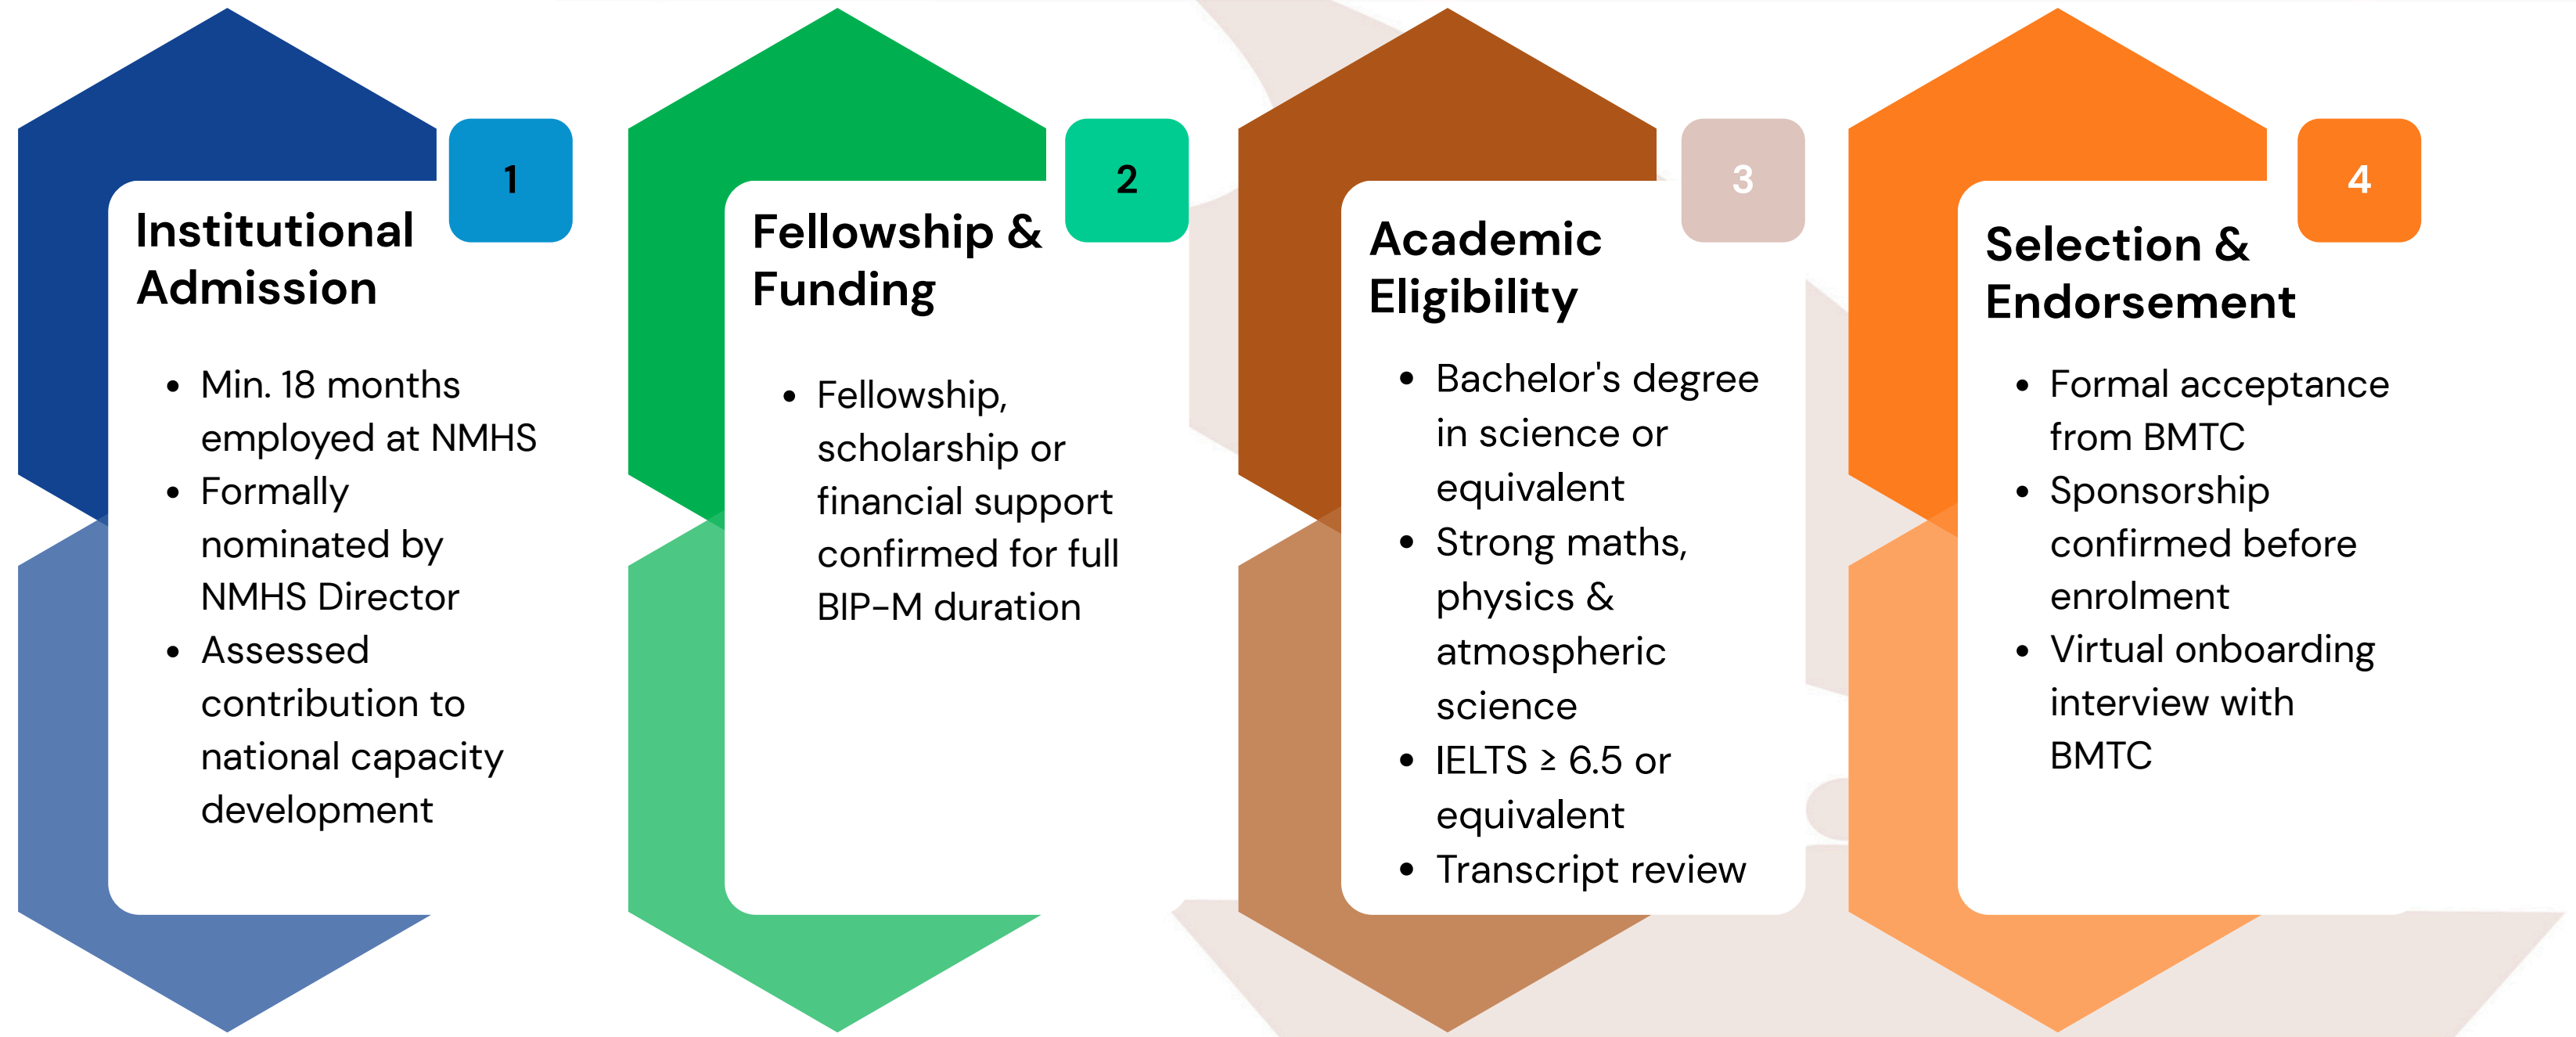 1
Institutional
Admission
• Min. 18 months
employed at NMHS
• Formally
nominated by
NMHS Director
• Assessed
contribution to
national capacity
development
2
Fellowship &
Funding
• Fellowship,
scholarship or
financial support
confirmed for full
BIP-M duration
3
Academic
Eligibility
• Bachelor's degree
in science or
equivalent
• Strong maths,
physics &
atmospheric
science
• IELTS ≥ 6.5 or
equivalent
• Transcript review
4
Selection &
Endorsement
• Formal acceptance
from BMTC
• Sponsorship
confirmed before
enrolment
• Virtual onboarding
interview with
BMTC